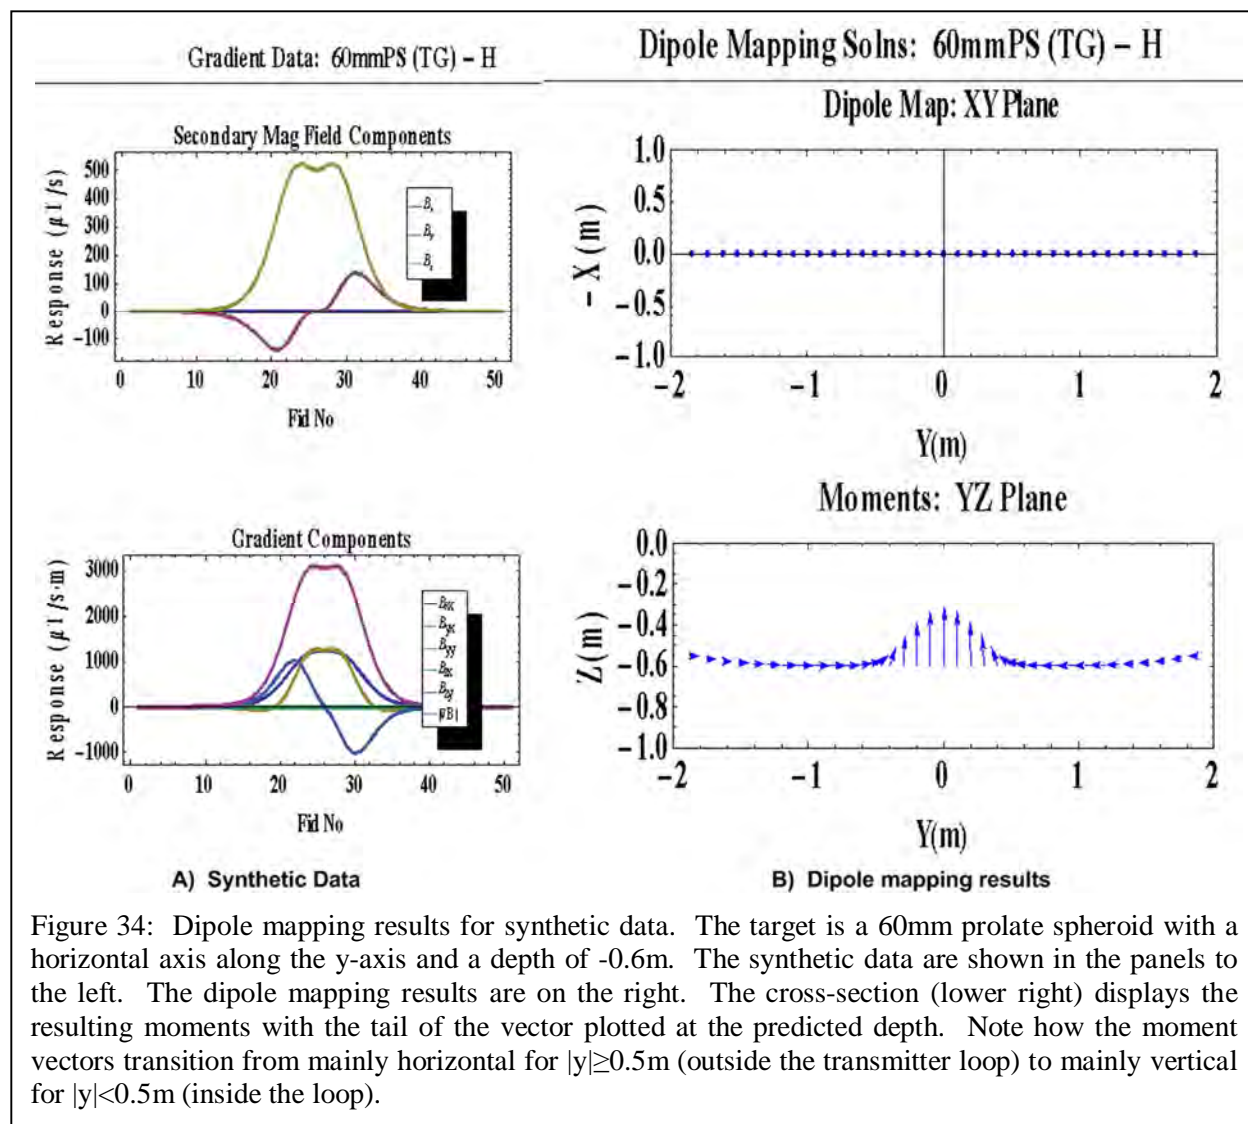 Gradient Data: 60mmPS (TG) – H
Secondary Mag Field Components
Response (µT/s)
500
400
300
200
100
0
-100
0 10 20 30 40 50
Fid No
Gradient Components
Response (µT/s·m)
3000
2000
1000
0
-1000
0 10 20 30 40 50
Fid No
A) Synthetic Data
Dipole Mapping Solns: 60mmPS (TG) – H
Dipole Map: XY Plane
- X (m)
1.0
0.5
0.0
-0.5
-1.0
-2 -1 0 1 2
Y(m)
Moments: YZ Plane
Z(m)
0.0
-0.2
-0.4
-0.6
-0.8
-1.0
-2 -1 0 1 2
Y(m)
B) Dipole mapping results
Figure 34: Dipole mapping results for synthetic data. The target is a 60mm prolate spheroid with a
horizontal axis along the y-axis and a depth of -0.6m. The synthetic data are shown in the panels to
the left. The dipole mapping results are on the right. The cross-section (lower right) displays the
resulting moments with the tail of the vector plotted at the predicted depth. Note how the moment
vectors transition from mainly horizontal for |y|≥0.5m (outside the transmitter loop) to mainly vertical
for |y|<0.5m (inside the loop).